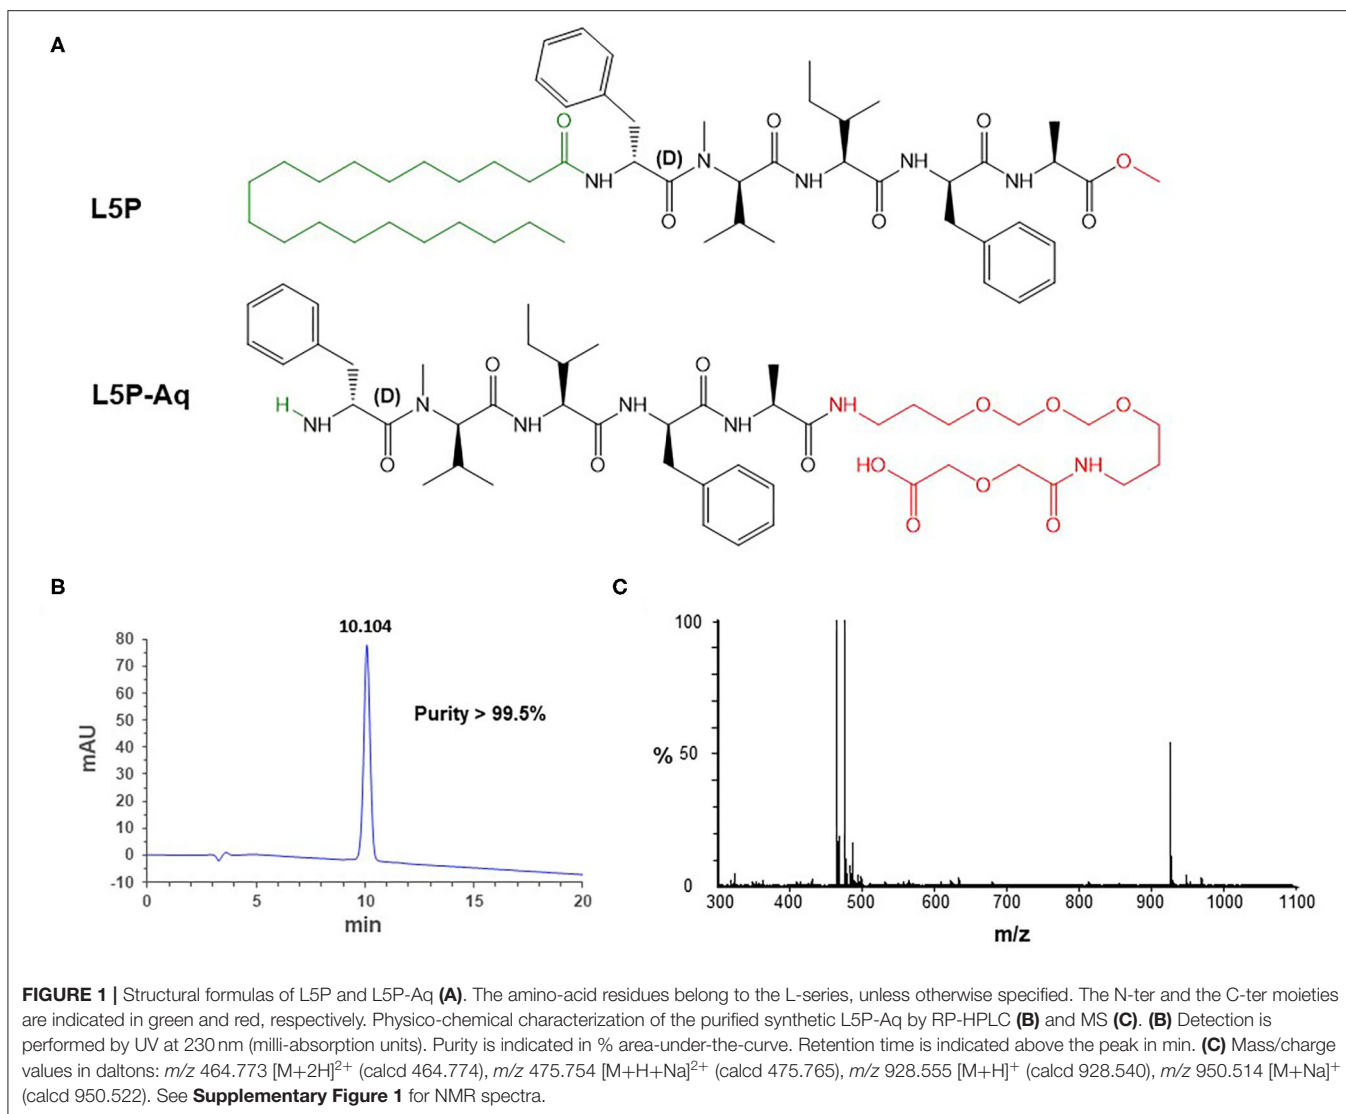 A
O
O
O
(D)
N
NH
NH
NH
NH
O
O
O
O
L5P
L5P-Aq
H
NH
(D)
N
O
O
O
NH
NH
NH
O
O
O
NH
O
O
O
HO
O
NH
O
O
B
10.104
Purity > 99.5%
mAU
80
70
60
50
40
30
20
10
0
-10
0
5
10
15
20
min
C
%
100
50
0
300
400
500
600
700
800
900
1000
1100
m/z
FIGURE 1 | Structural formulas of L5P and L5P-Aq (A). The amino-acid residues belong to the L-series, unless otherwise specified. The N-ter and the C-ter moieties
are indicated in green and red, respectively. Physico-chemical characterization of the purified synthetic L5P-Aq by RP-HPLC (B) and MS (C). (B) Detection is
performed by UV at 230 nm (milli-absorption units). Purity is indicated in % area-under-the-curve. Retention time is indicated above the peak in min. (C) Mass/charge
values in daltons: m/z 464.773 [M+2H]2+ (calcd 464.774), m/z 475.754 [M+H+Na]2+ (calcd 475.765), m/z 928.555 [M+H]+ (calcd 928.540), m/z 950.514 [M+Na]+
(calcd 950.522). See Supplementary Figure 1 for NMR spectra.